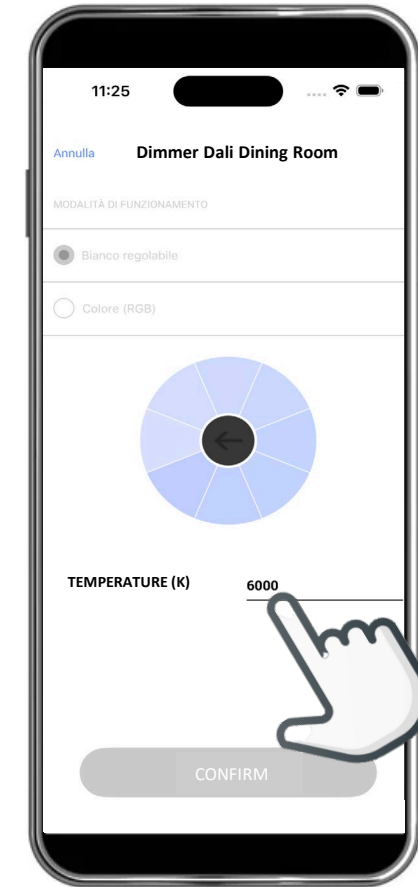 11:25
Annulla Dimmer Dali Dining Room
MODALITÀ DI FUNZIONAMENTO
Bianco regolabile
Colore (RGB)
TEMPERATURE (K) 6000
CONFIRM